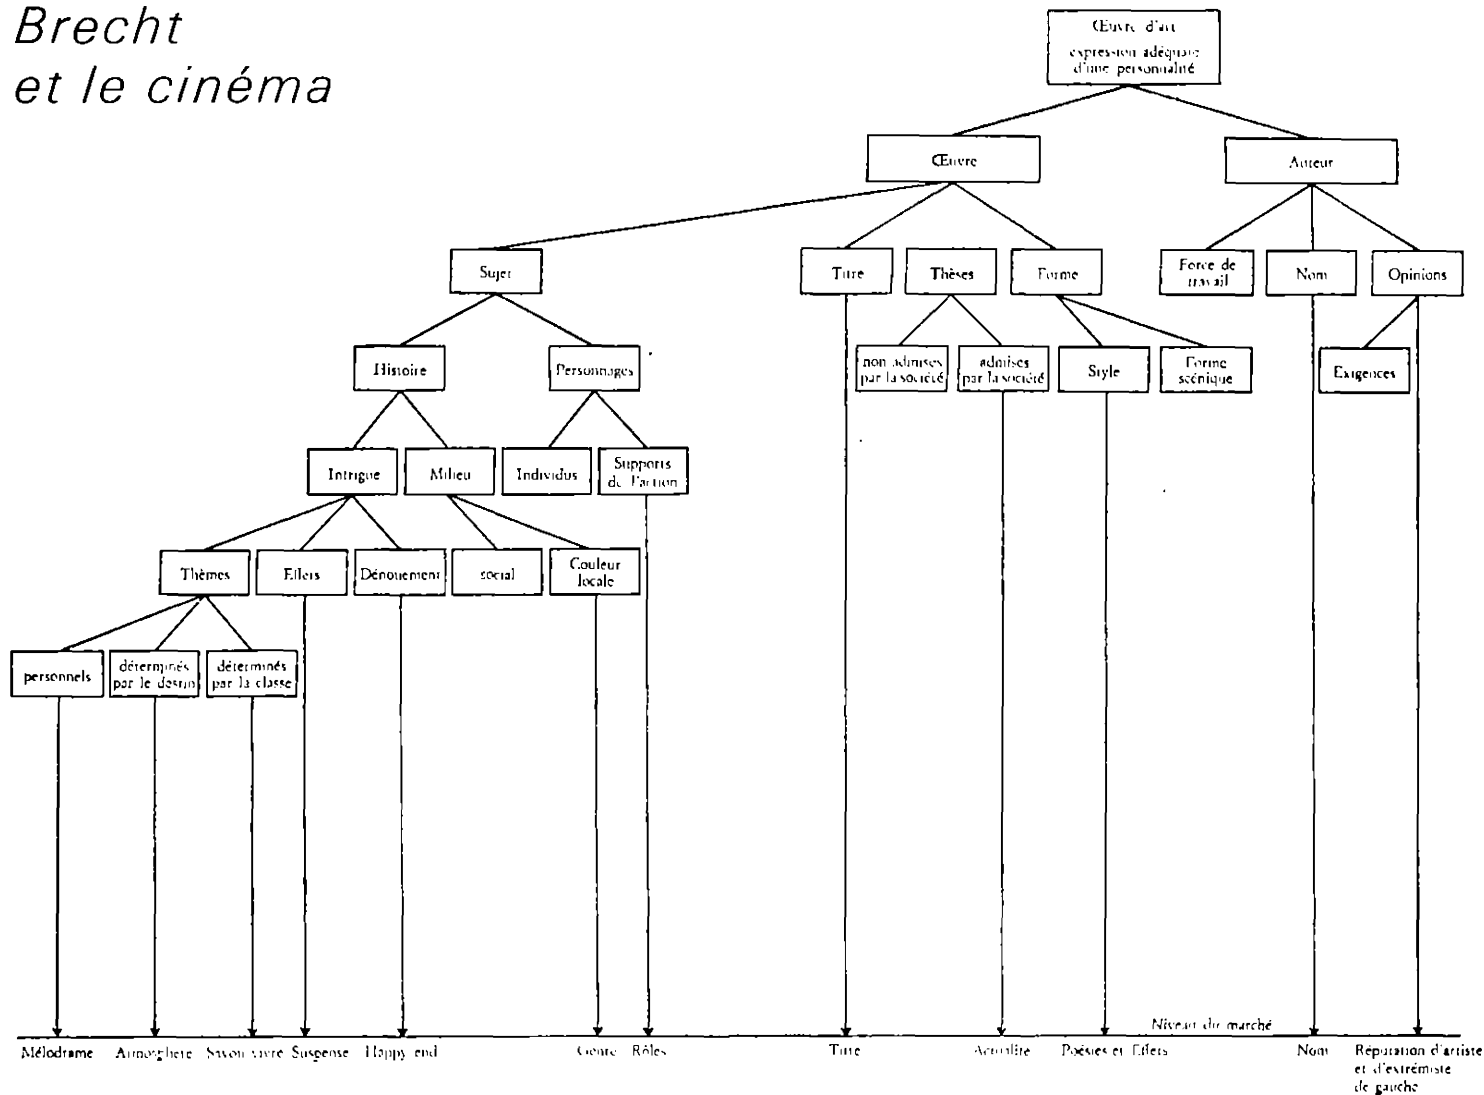 Brecht
et le cinéma
Œuvre d'art
expression adéquate
d'une personnalité
Œuvre
Auteur
Sujet
Titre
Thèses
Forme
Force de
travail
Nom
Opinions
Histoire
Personnages
non admises
par la société
admises
par la société
Style
Forme
scénique
Exigences
Intrigue
Milieu
Individus
Supports
de l'action
Thèmes
Effets
Dénouement
social
Couleur
locale
personnels
déterminés
par le destin
déterminés
par la classe
Niveau du marché
Mélodrame
Atmosphère
Savoir vivre
Suspense
Happy end
Genre
Rôles
Titre
Actualité
Poésies et Effets
Nom
Réputation d'artiste
et d'extrémiste
de gauche